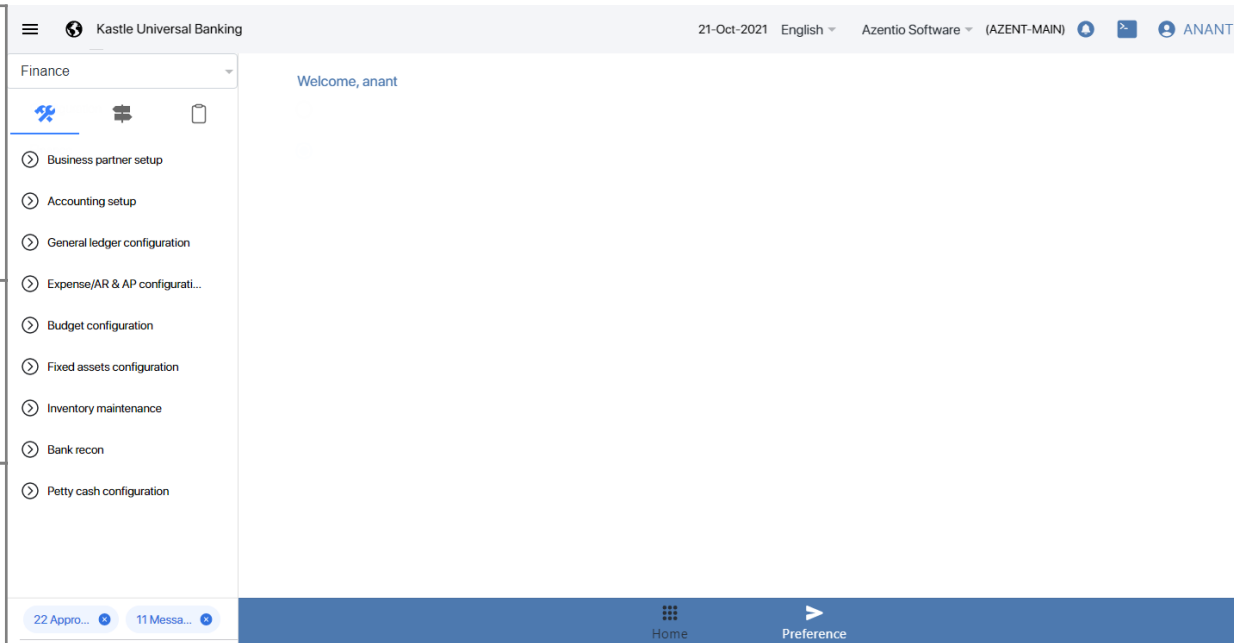 Kastle Universal Banking
21-Oct-2021 English Azentio Software (AZENT-MAIN) ANANT
Finance
Welcome, anant
Business partner setup
Accounting setup
General ledger configuration
Expense/AR & AP configurati...
Budget configuration
Fixed assets configuration
Inventory maintenance
Bank recon
Petty cash configuration
22 Appro... 11 Messa...
Home Preference